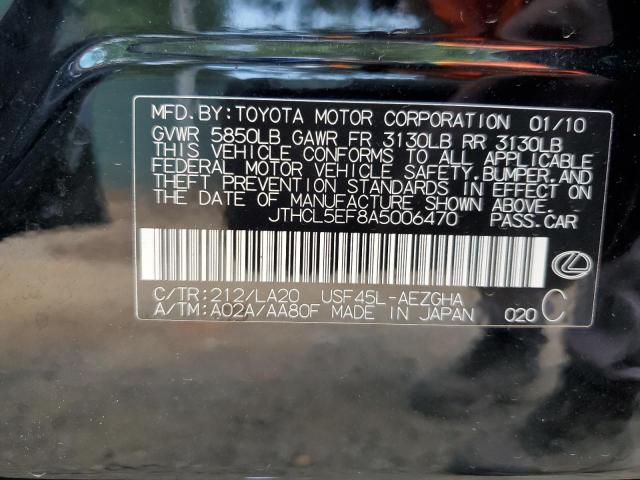 MFD. BY: TOYOTA MOTOR CORPORATION 01/10
GVWR 5850LB GAWR FR 3130LB RR 3130LB
THIS VEHICLE CONFORMS TO ALL APPLICABLE
FEDERAL MOTOR VEHICLE SAFETY, BUMPER, AND
THEFT PREVENTION STANDARDS IN EFFECT ON
THE DATE OF MANUFACTURE SHOWN ABOVE.
JTHCL5EF8A5006470 PASS. CAR
C/TR: 212/LA20 USF45L-AEZGHA
A/TM: A02A/AA80F MADE IN JAPAN 020 C